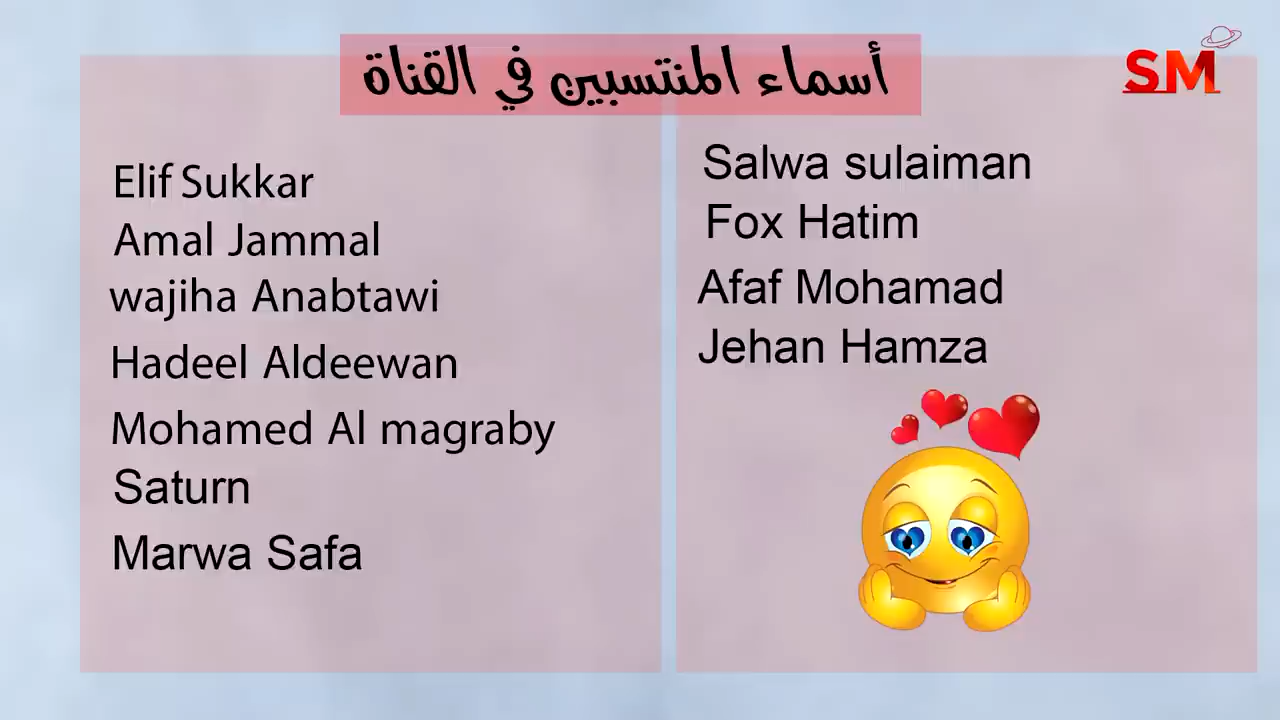 أسماء المنتسبين في القناة
SM
Elif Sukkar
Amal Jammal
wajiha Anabtawi
Hadeel Aldeewan
Mohamed Al magraby
Saturn
Marwa Safa
Salwa sulaiman
Fox Hatim
Afaf Mohamad
Jehan Hamza